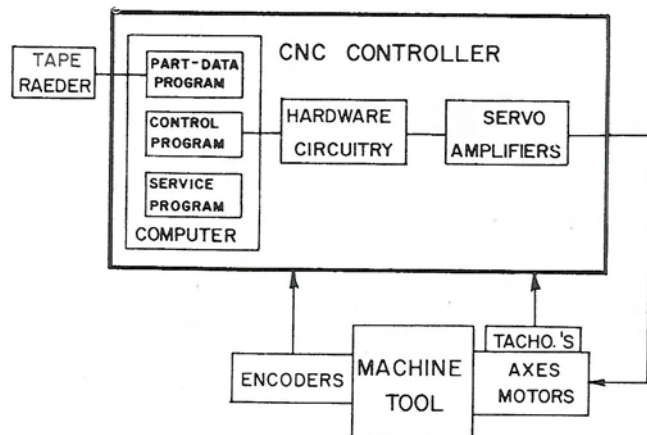 TAPE
RAEDER
PART-DATA
PROGRAM
CONTROL
PROGRAM
SERVICE
PROGRAM
COMPUTER
CNC CONTROLLER
HARDWARE
CIRCUITRY
SERVO
AMPLIFIERS
ENCODERS
MACHINE
TOOL
TACHO.'S
AXES
MOTORS